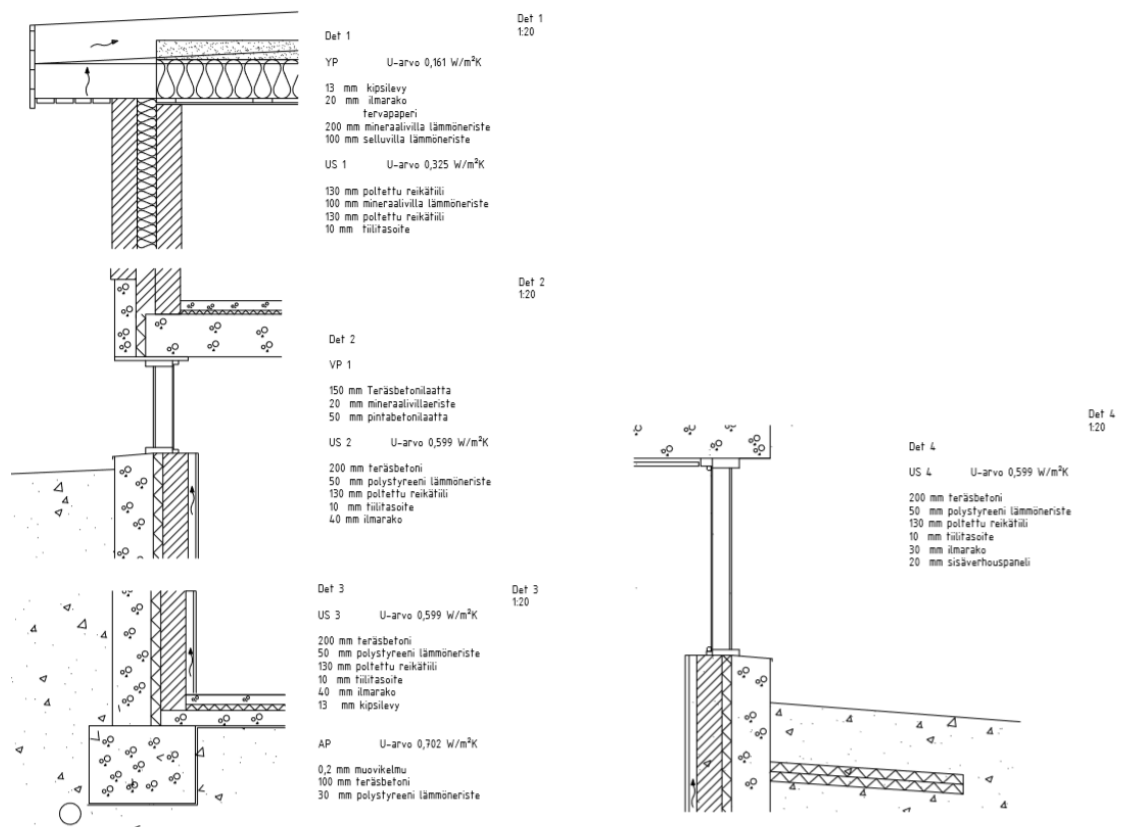 Det 1
1:20
Det 1
YP U-arvo 0,161 W/m²K
13 mm kipsilevy
20 mm ilmarako
tervapaperi
200 mm mineraalivilla lämmöneriste
100 mm selluvilla lämmöneriste
US 1 U-arvo 0,325 W/m²K
130 mm poltettu reikätiili
100 mm mineraalivilla lämmöneriste
130 mm poltettu reikätiili
10 mm tiilitasoite
Det 2
1:20
Det 2
VP 1
150 mm Teräsbetonilaatta
20 mm mineraalivillaeriste
50 mm pintabetonilaatta
US 2 U-arvo 0,599 W/m²K
200 mm teräsbetoni
50 mm polystyreeni lämmöneriste
130 mm poltettu reikätiili
10 mm tiilitasoite
40 mm ilmarako
Det 3
Det 3
1:20
US 3 U-arvo 0,599 W/m²K
200 mm teräsbetoni
50 mm polystyreeni lämmöneriste
130 mm poltettu reikätiili
10 mm tiilitasoite
40 mm ilmarako
13 mm kipsilevy
AP U-arvo 0,702 W/m²K
0,2 mm muovikelmu
100 mm teräsbetoni
30 mm polystyreeni lämmöneriste
Det 4
1:20
Det 4
US 4 U-arvo 0,599 W/m²K
200 mm teräsbetoni
50 mm polystyreeni lämmöneriste
130 mm poltettu reikätiili
10 mm tiilitasoite
30 mm ilmarako
20 mm sisäverhouspaneli